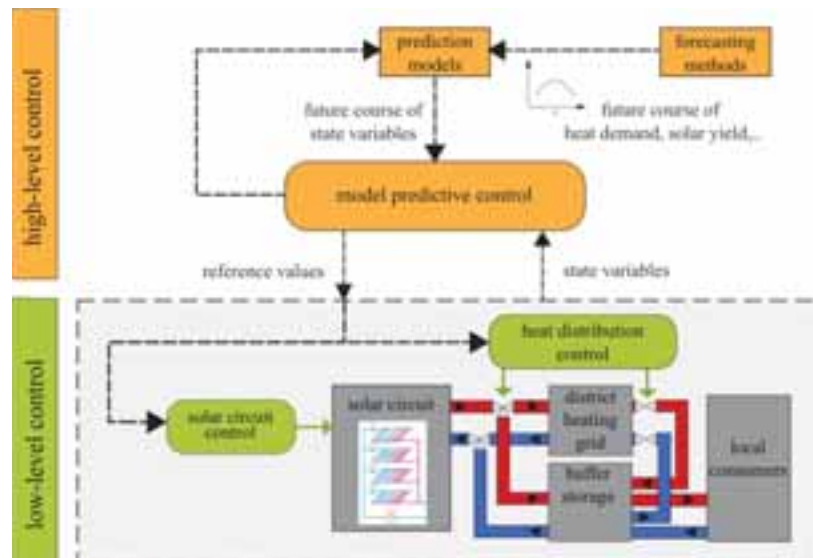 high-level control
prediction
models
forecasting
methods
future course of
state variables
future course of
heat demand, solar yield,..
model predictive control
reference values
state variables
low-level control
heat distribution
control
solar circuit
control
solar circuit
district
heating
grid
buffer
storage
local
consumers